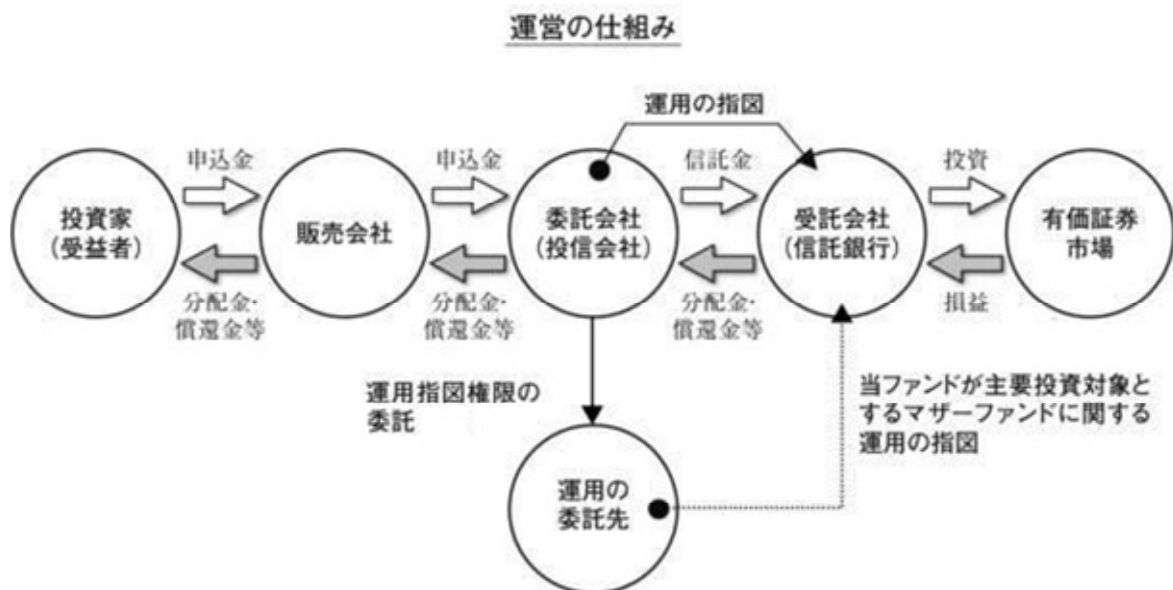 運営の仕組み
運用の指図
申込金
申込金
信託金
投資
投資家
(受益者)
販売会社
委託会社
(投信会社)
受託会社
(信託銀行)
有価証券
市場
分配金・
償還金等
分配金・
償還金等
分配金・
償還金等
損益
運用指図権限の
委託
当ファンドが主要投資対象と
するマザーファンドに関する
運用の指図
運用の
委託先